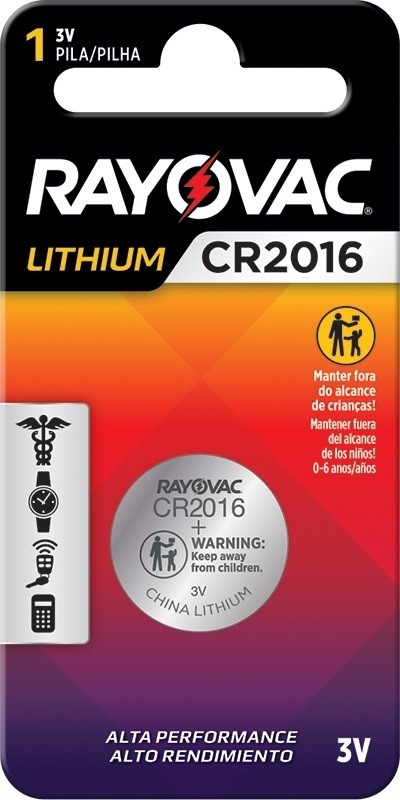 1 3V
PILA/PILHA
RAYOVAC®
LITHIUM CR2016
Manter fora
do alcance
de crianças!
Mantener fuera
del alcance
de los niños!
0-6 anos/años
RAYOVAC
CR2016
+
WARNING:
Keep away
from children.
3V
CHINA LITHIUM
ALTA PERFORMANCE
ALTO RENDIMIENTO
3V